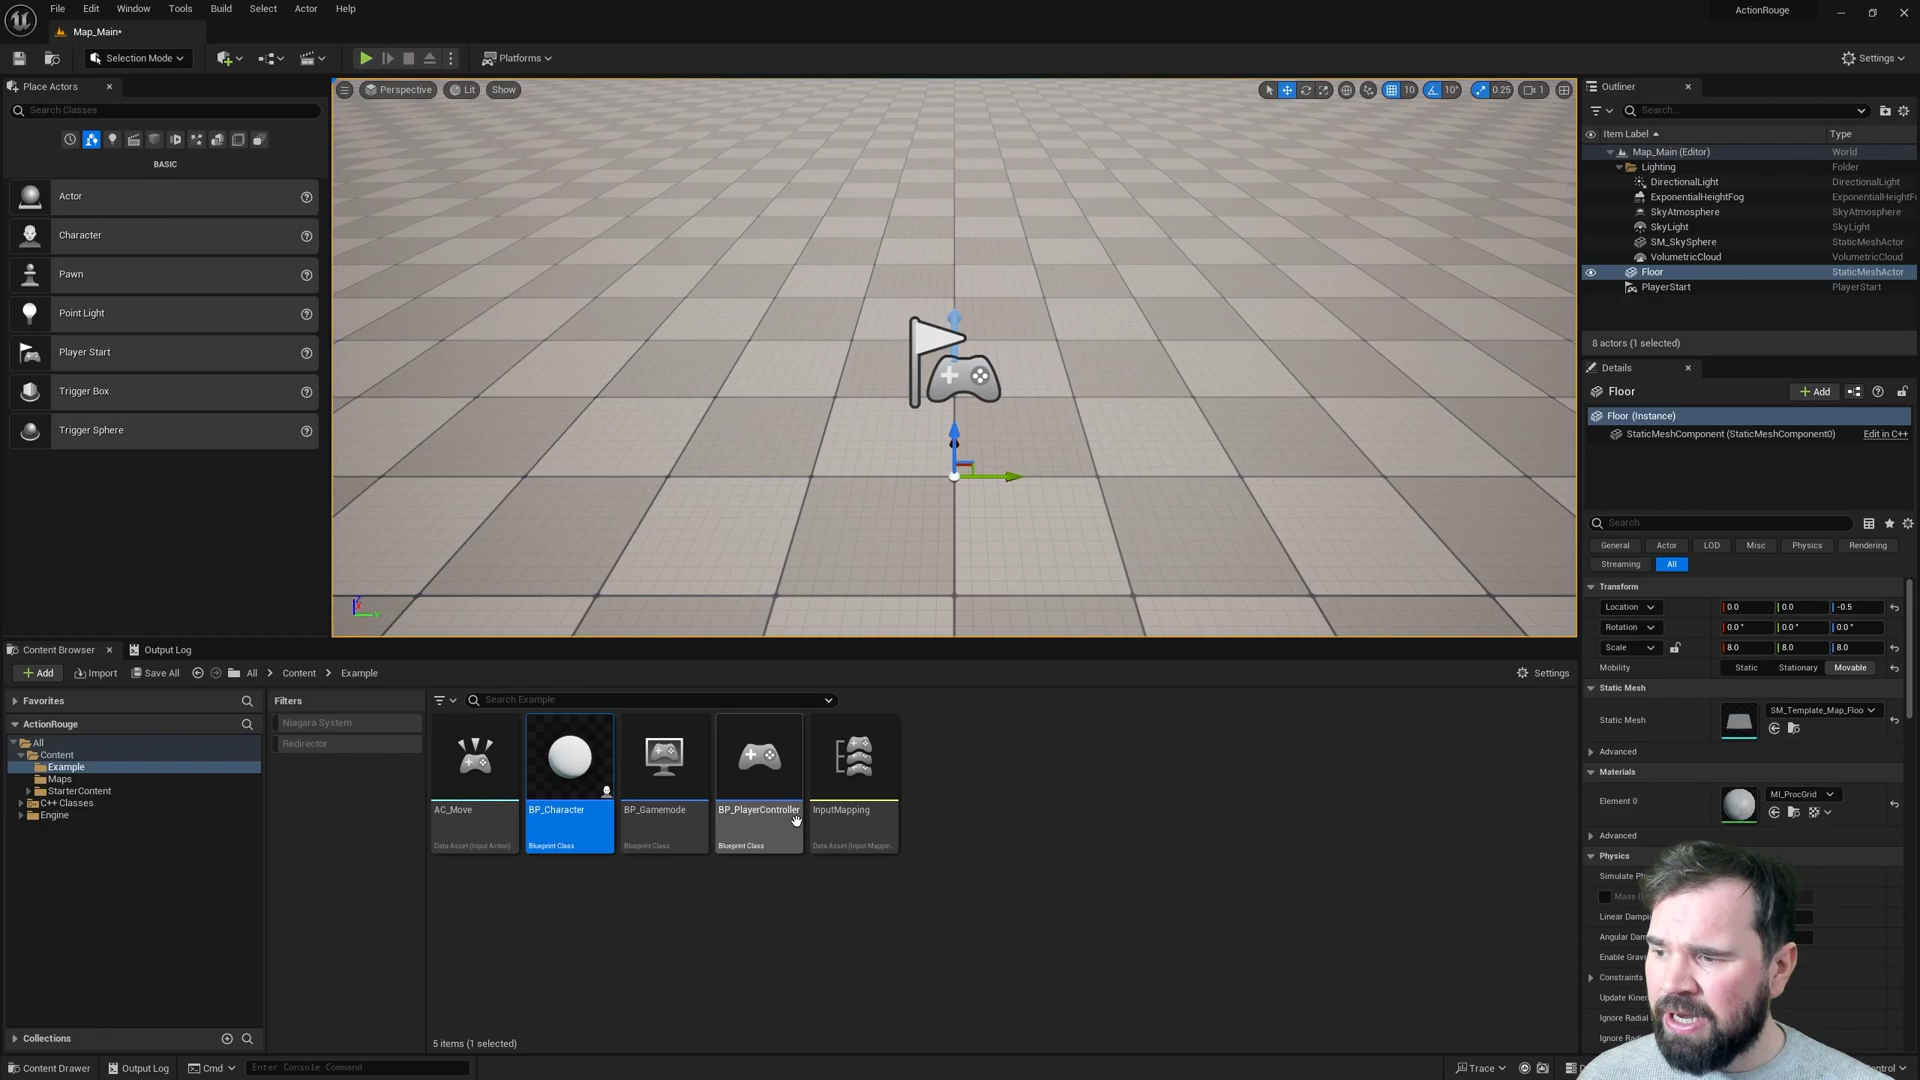 File Edit Window Tools Build Select Actor Help
ActionRouge
Map_Main•
Selection Mode
Platforms
Settings
Place Actors
Search Classes
BASIC
Actor
Character
Pawn
Point Light
Player Start
Trigger Box
Trigger Sphere
Perspective Lit Show
10 10° 0.25 1
Outliner
Search...
Item Label Type
Map_Main (Editor) World
Lighting Folder
DirectionalLight DirectionalLight
ExponentialHeightFog ExponentialHeightFo
SkyAtmosphere SkyAtmosphere
SkyLight SkyLight
SM_SkySphere StaticMeshActor
VolumetricCloud VolumetricCloud
Floor StaticMeshActor
PlayerStart PlayerStart
8 actors (1 selected)
Details
Floor
Add
Floor (Instance)
StaticMeshComponent (StaticMeshComponent0) Edit in C++
Search
General Actor LOD Misc Physics Rendering
Streaming All
Transform
Location 0.0 0.0 -0.5
Rotation 0.0 ° 0.0 ° 0.0 °
Scale 8.0 8.0 8.0
Mobility Static Stationary Movable
Static Mesh
Static Mesh SM_Template_Map_Floo
Advanced
Materials
Element 0 MI_ProcGrid
Advanced
Physics
Simulate Ph
Mass (
Linear Dampi
Angular Dam
Enable Gravi
Constraints
Update Kinem
Ignore Radial
Ignore Radi
Content Browser Output Log
Add Import Save All All > Content > Example
Settings
Favorites
ActionRouge
All
Content
Example
Maps
StarterContent
C++ Classes
Engine
Collections
Filters
Niagara System
Redirector
Search Example
AC_Move
Data Asset (Input Action)
BP_Character
Blueprint Class
BP_Gamemode
Blueprint Class
BP_PlayerController
Blueprint Class
InputMapping
Data Asset (Input Mappin...
5 items (1 selected)
Content Drawer Output Log Cmd Enter Console Command
Trace